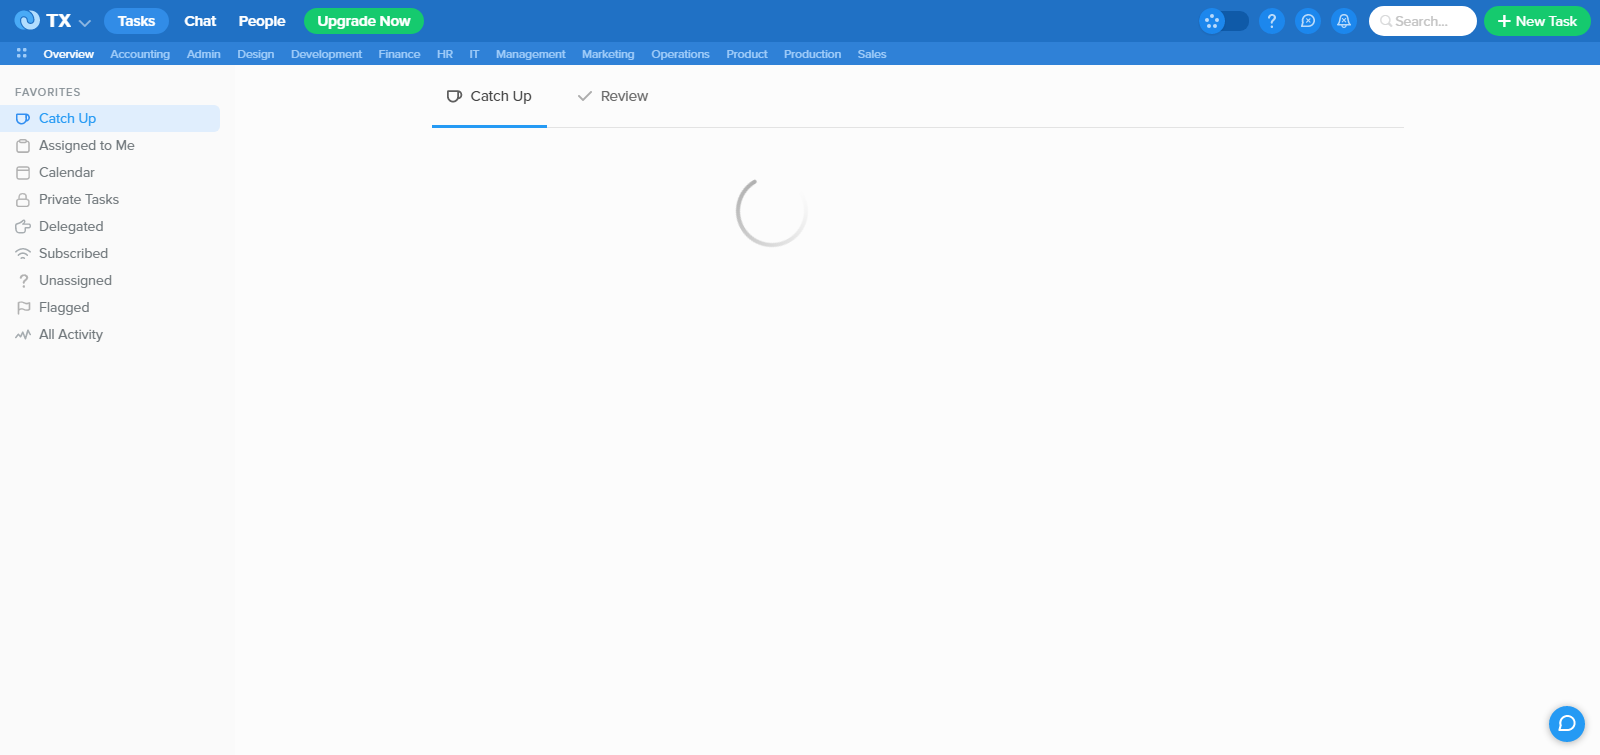 TX Tasks Chat People Upgrade Now Search... New Task
Overview Accounting Admin Design Development Finance HR IT Management Marketing Operations Product Production Sales
FAVORITES
Catch Up
Assigned to Me
Calendar
Private Tasks
Delegated
Subscribed
Unassigned
Flagged
All Activity
Catch Up Review